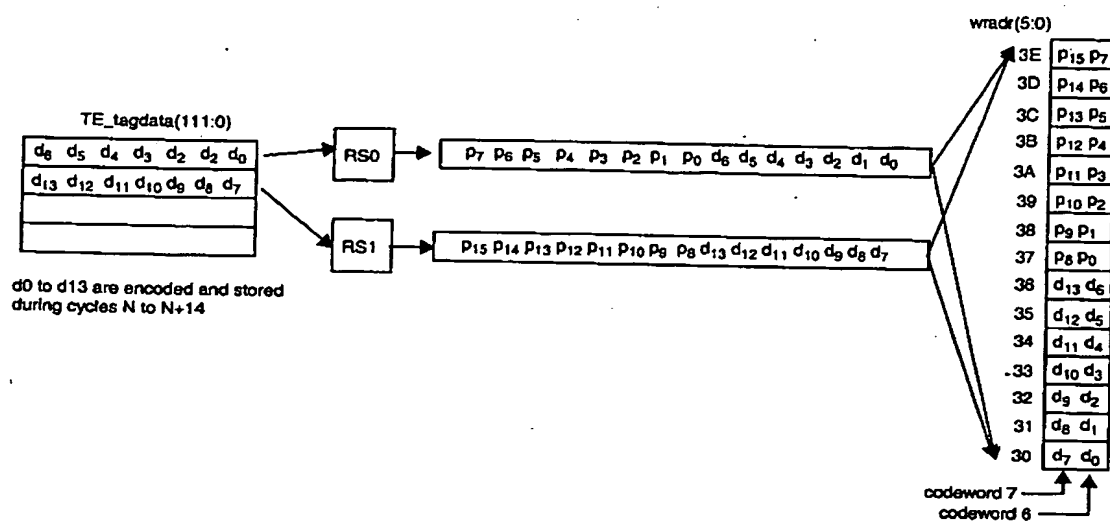 wradr(5:0)
TE_tagdata(111:0)
d6 d5 d4 d3 d2 d2 d0
d13 d12 d11 d10 d9 d8 d7
d0 to d13 are encoded and stored
during cycles N to N+14
RS0
RS1
p7 p6 p5 p4 p3 p2 p1 p0 d6 d5 d4 d3 d2 d1 d0
p15 p14 p13 p12 p11 p10 p9 p8 d13 d12 d11 d10 d9 d8 d7
3E p15 p7
3D p14 p6
3C p13 p5
3B p12 p4
3A p11 p3
39 p10 p2
38 p9 p1
37 p8 p0
38 d13 d6
35 d12 d5
34 d11 d4
33 d10 d3
32 d9 d2
31 d8 d1
30 d7 d0
codeword 7
codeword 6